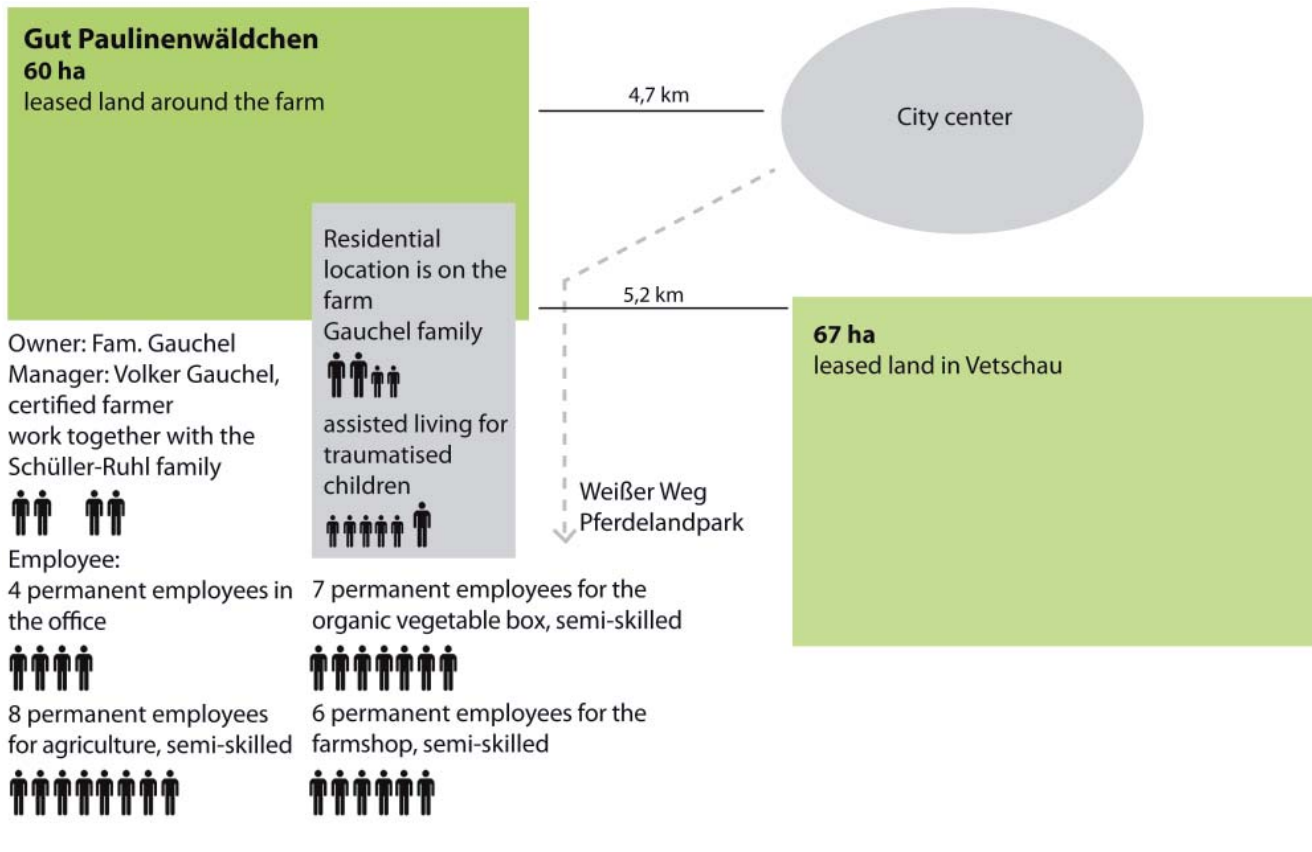 Gut Paulinenwäldchen
60 ha
leased land around the farm
4,7 km
City center
Residential
location is on the
farm
Gauchel family
assisted living for
traumatised
children
5,2 km
67 ha
leased land in Vetschau
Owner: Fam. Gauchel
Manager: Volker Gauchel,
certified farmer
work together with the
Schüller-Ruhl family
Weißer Weg
Pferdelandpark
Employee:
4 permanent employees in
the office
7 permanent employees for the
organic vegetable box, semi-skilled
8 permanent employees
for agriculture, semi-skilled
6 permanent employees for the
farmshop, semi-skilled